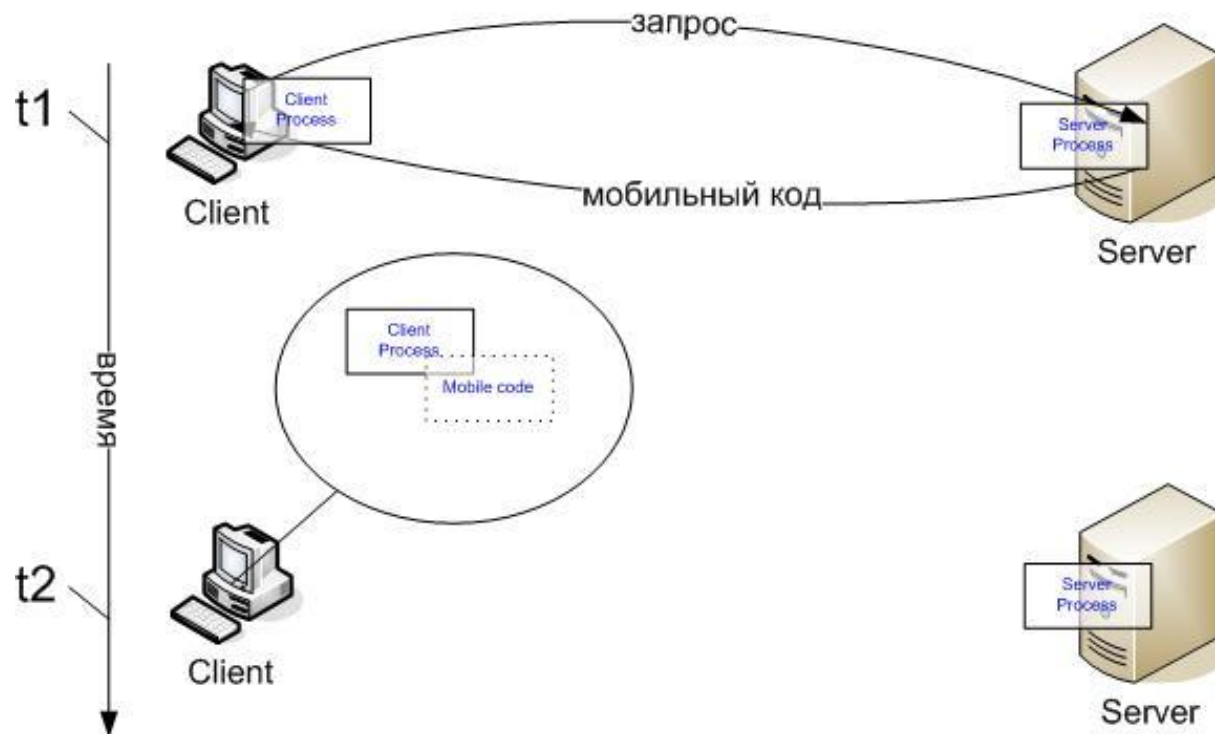 запрос
t1
Client
Process
Server
Process
мобильный код
Client
Server
Client
Process
Mobile code
время
t2
Server
Process
Client
Server